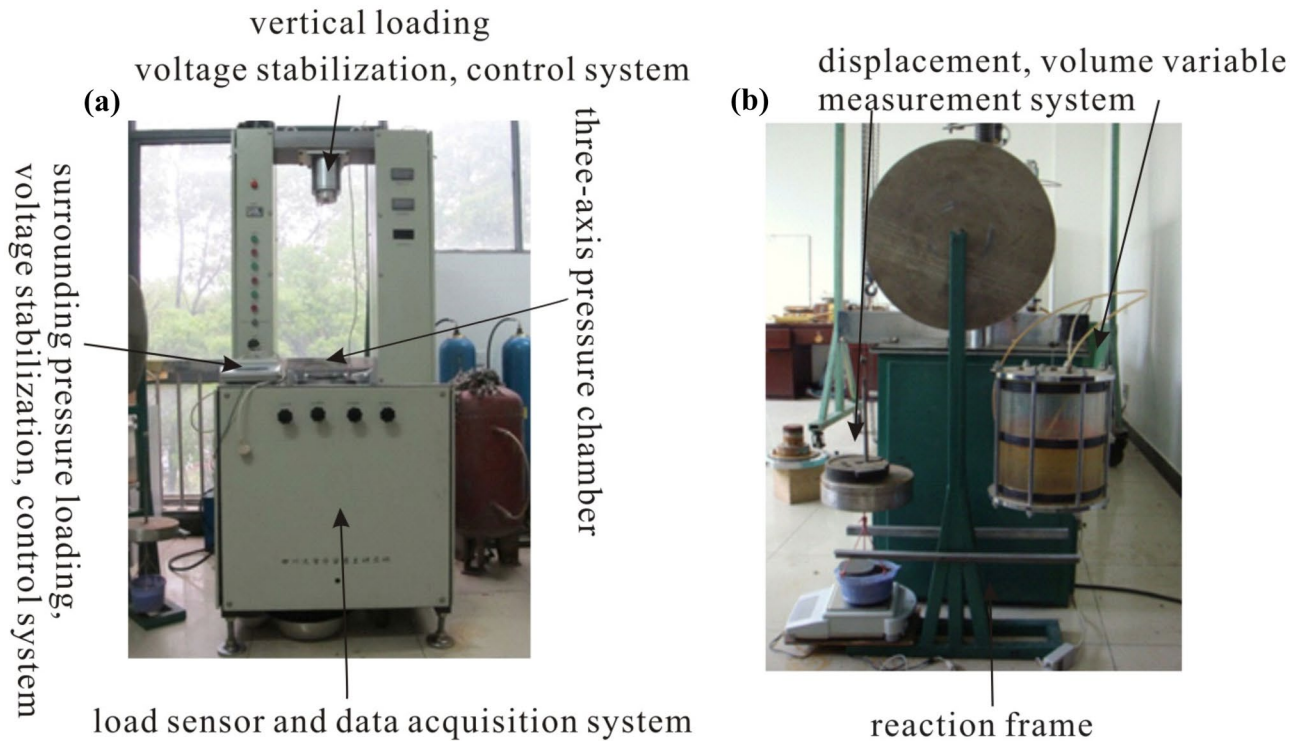 vertical loading
voltage stabilization, control system
(a)
surrounding pressure loading,
voltage stabilization, control system
three-axis pressure chamber
load sensor and data acquisition system
displacement, volume variable
measurement system
(b)
reaction frame